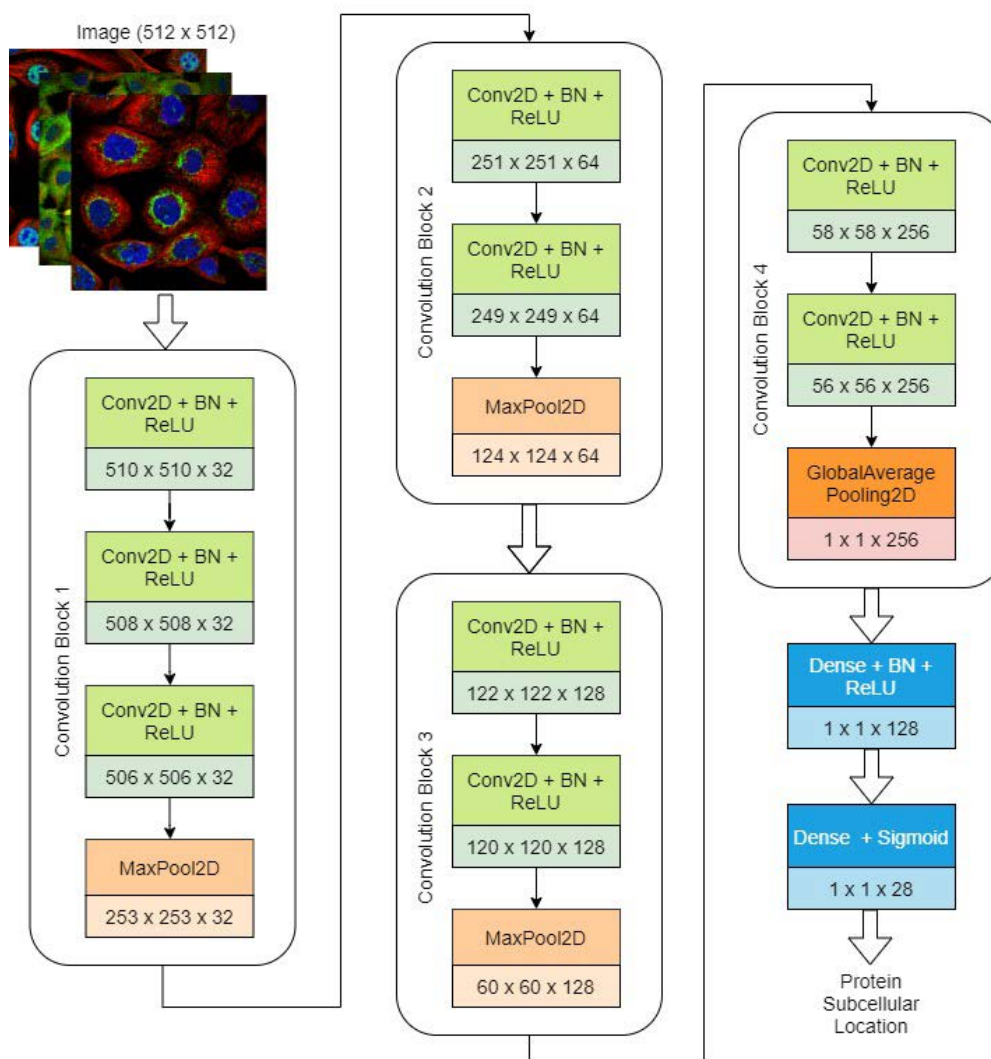 Image (512 x 512)
Convolution Block 1
Conv2D + BN +
ReLU
510 x 510 x 32
Conv2D + BN +
ReLU
508 x 508 x 32
Conv2D + BN +
ReLU
506 x 506 x 32
MaxPool2D
253 x 253 x 32
Convolution Block 2
Conv2D + BN +
ReLU
251 x 251 x 64
Conv2D + BN +
ReLU
249 x 249 x 64
MaxPool2D
124 x 124 x 64
Convolution Block 3
Conv2D + BN +
ReLU
122 x 122 x 128
Conv2D + BN +
ReLU
120 x 120 x 128
MaxPool2D
60 x 60 x 128
Convolution Block 4
Conv2D + BN +
ReLU
58 x 58 x 256
Conv2D + BN +
ReLU
56 x 56 x 256
GlobalAverage
Pooling2D
1 x 1 x 256
Dense + BN +
ReLU
1 x 1 x 128
Dense + Sigmoid
1 x 1 x 28
Protein
Subcellular
Location